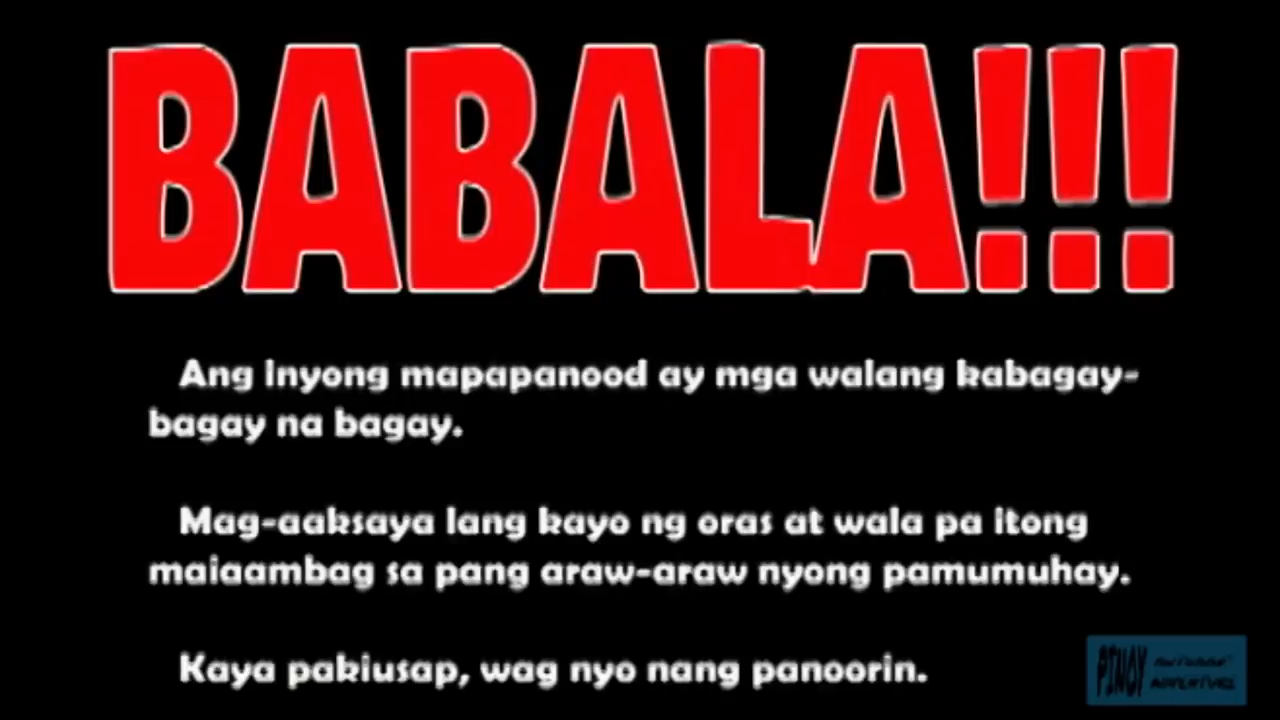 BABALA!!!
Ang inyong mapapanood ay mga walang kabagay-
bagay na bagay.
Mag-aaksaya lang kayo ng oras at wala pa itong
maiaambag sa pang araw-araw nyong pamumuhay.
Kaya pakiusap, wag nyo nang panoorin.
PINOY